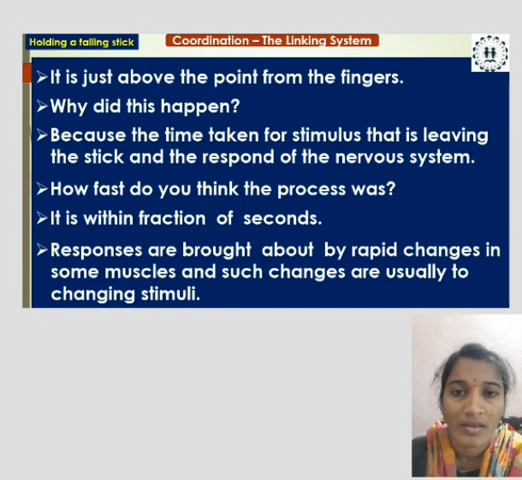 Holding a falling stick
Coordination – The Linking System
➢It is just above the point from the fingers.
➢Why did this happen?
➢Because the time taken for stimulus that is leaving
the stick and the respond of the nervous system.
➢How fast do you think the process was?
➢It is within fraction of seconds.
➢Responses are brought about by rapid changes in
some muscles and such changes are usually to
changing stimuli.